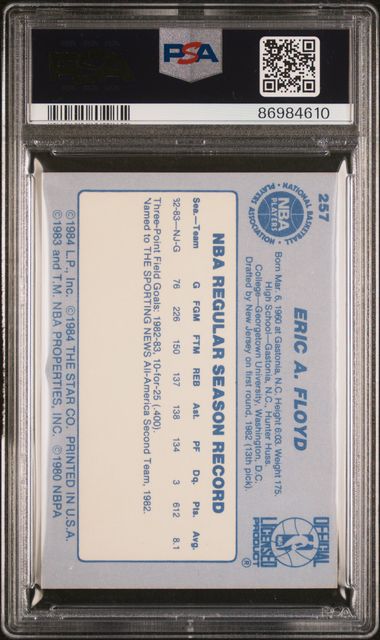 PSA
86984610
257
NATIONAL BASKETBALL
PLAYERS ASSOCIATION
NBA
PLAYERS
ERIC A. FLOYD
Born Mar. 6, 1960 at Gastonia, N.C. Height 6:03. Weight 175.
High School—Gastonia, N.C., Hunter Huss.
College—Georgetown University, Washington, D.C.
Drafted by New Jersey on first round, 1982 (13th pick).
OFFICIAL
LICENSED
PRODUCT
®
NBA REGULAR SEASON RECORD
Sea.—Team G FGM FTM REB Ast. PF Dq. Pts. Avg.
82-83—NJ-G 76 226 150 137 138 134 3 612 8.1
Three-Point Field Goals: 1982-83, 10-for-25 (.400).
Named to THE SPORTING NEWS All-America Second Team, 1982.
©1984 L.P., Inc. ©1984 THE STAR CO. PRINTED IN U.S.A.
©1983 and T.M. NBA PROPERTIES, INC. ©1980 NBPA